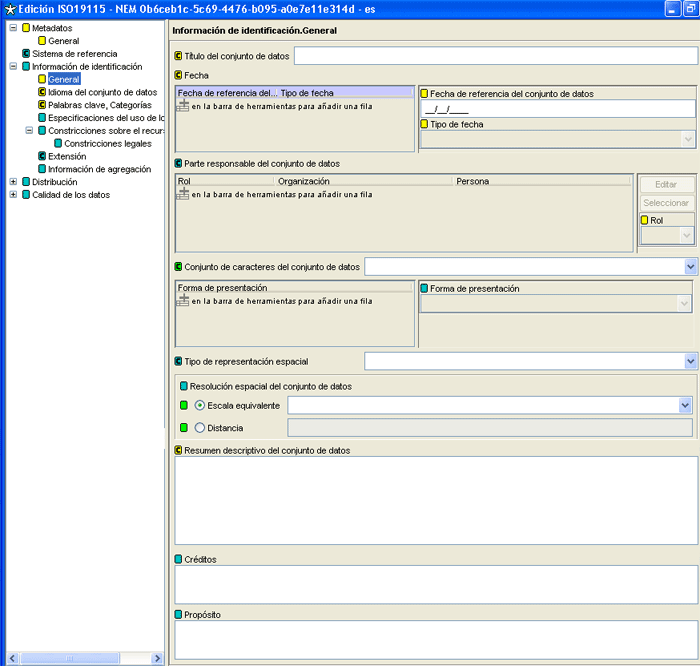 Edición ISO19115 - NEM 0b6ceb1c-5c69-4476-b095-a0e7e11e314d - es
Metadatos
General
C Sistema de referencia
Información de identificación
General
C Idioma del conjunto de datos
C Palabras clave, Categorías
Especificaciones del uso de lo
Constricciones sobre el recur
Constricciones legales
C Extensión
Información de agregación
Distribución
Calidad de los datos
Información de identificación.General
C Título del conjunto de datos
C Fecha
Fecha de referencia del... Tipo de fecha
en la barra de herramientas para añadir una fila
Fecha de referencia del conjunto de datos
__/__/____
Tipo de fecha
C Parte responsable del conjunto de datos
Rol Organización Persona
en la barra de herramientas para añadir una fila
Editar
Seleccionar
Rol
C Conjunto de caracteres del conjunto de datos
Forma de presentación
en la barra de herramientas para añadir una fila
Forma de presentación
C Tipo de representación espacial
Resolución espacial del conjunto de datos
Escala equivalente
Distancia
C Resumen descriptivo del conjunto de datos
Créditos
Propósito